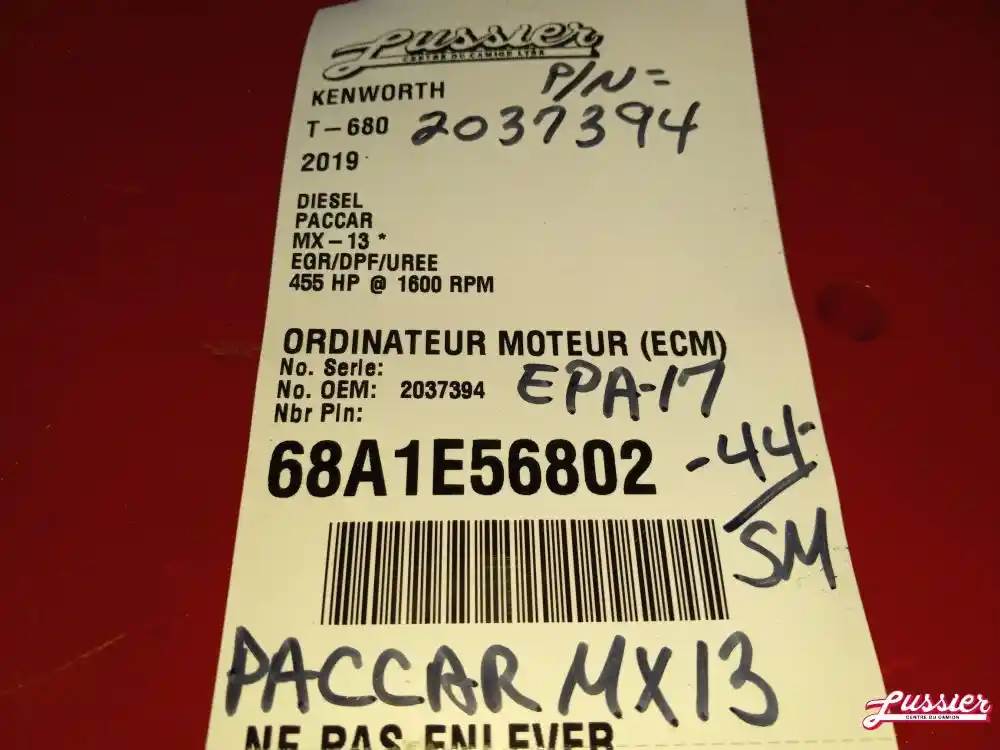 Lussier
CENTRE DU CAMION LTÉE
P/N=
KENWORTH
T-680 2037394
2019
DIESEL
PACCAR
MX-13 *
EGR/DPF/UREE
455 HP @ 1600 RPM
ORDINATEUR MOTEUR (ECM)
No. Serie:
No. OEM: 2037394 EPA-17
Nbr Pin:
68A1E56802 -44-
SM
PACCAR MX13
NE PAS ENLEVER
Lussier
CENTRE DU CAMION